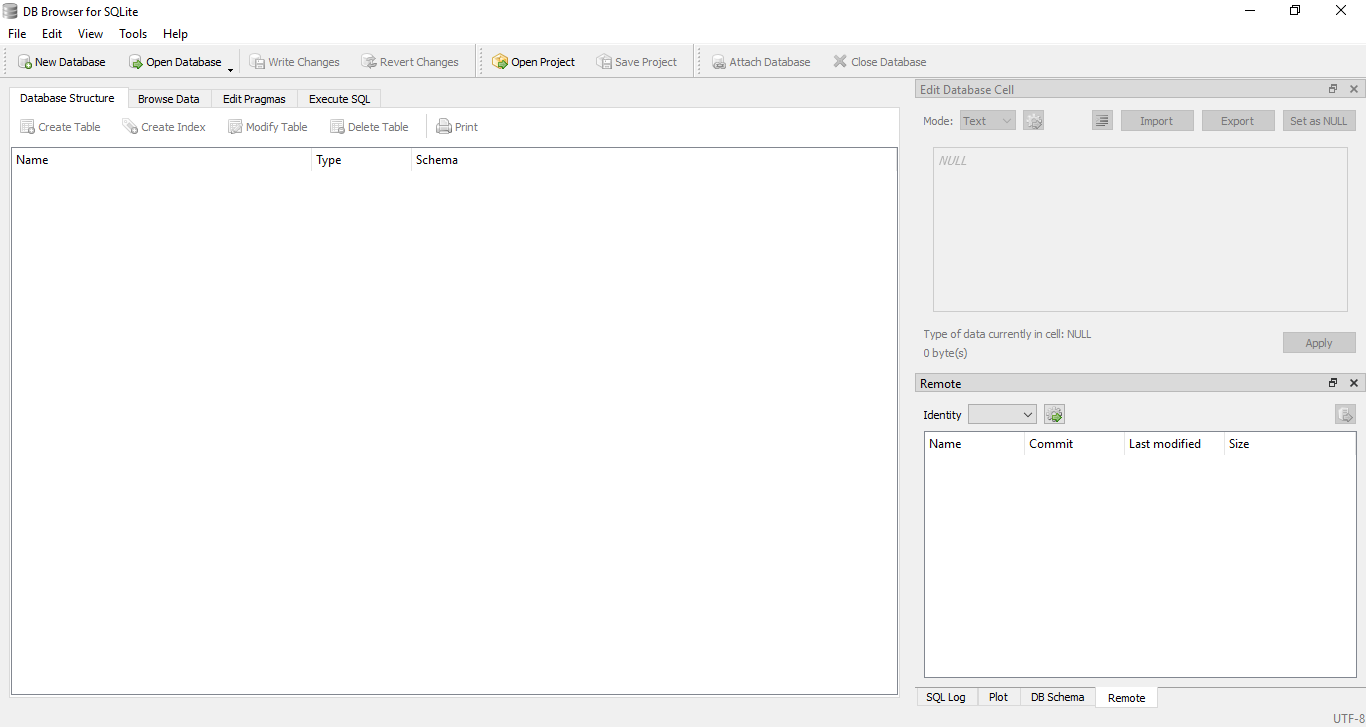 DB Browser for SQLite
File Edit View Tools Help
New Database Open Database Write Changes Revert Changes Open Project Save Project Attach Database Close Database
Database Structure Browse Data Edit Pragmas Execute SQL
Create Table Create Index Modify Table Delete Table Print
Name Type Schema
Edit Database Cell
Mode: Text Import Export Set as NULL
NULL
Type of data currently in cell: NULL
0 byte(s)
Apply
Remote
Identity
Name Commit Last modified Size
SQL Log Plot DB Schema Remote
UTF-8